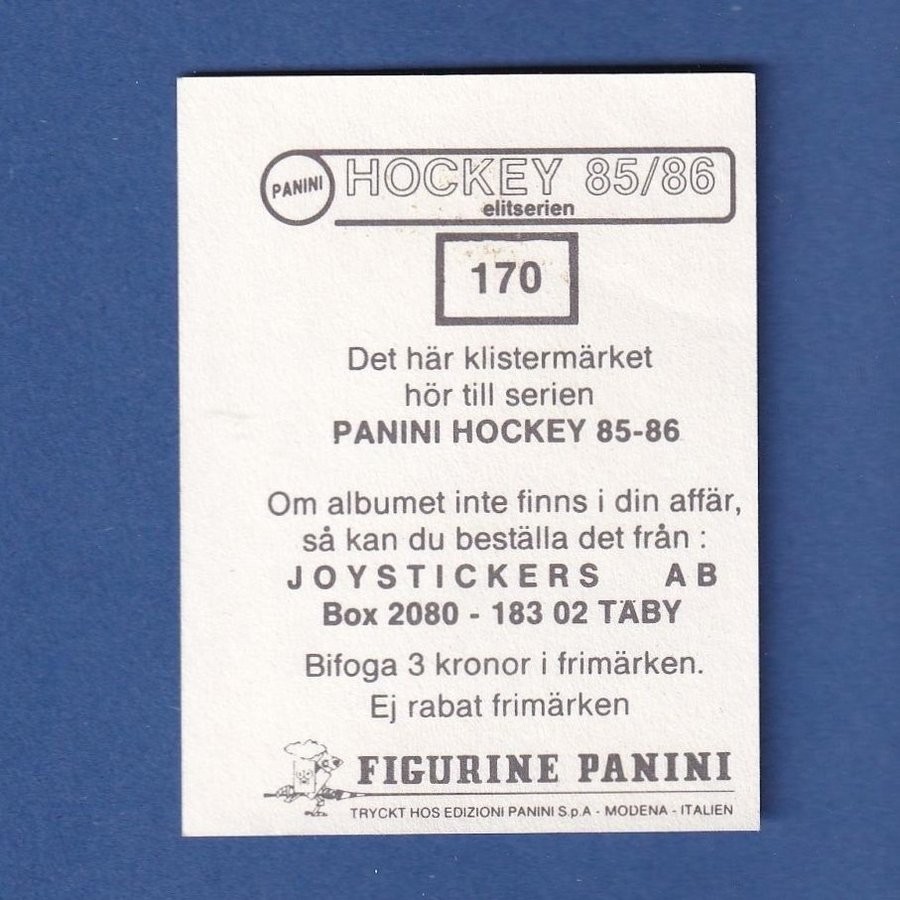 PANINI HOCKEY 85/86
elitserien
170
Det här klistermärket
hör till serien
PANINI HOCKEY 85-86
Om albumet inte finns i din affär,
så kan du beställa det från :
JOYSTICKERS AB
Box 2080 - 183 02 TÄBY
Bifoga 3 kronor i frimärken.
Ej rabat frimärken
FIGURINE PANINI
TRYCKT HOS EDIZIONI PANINI S.p.A - MODENA - ITALIEN